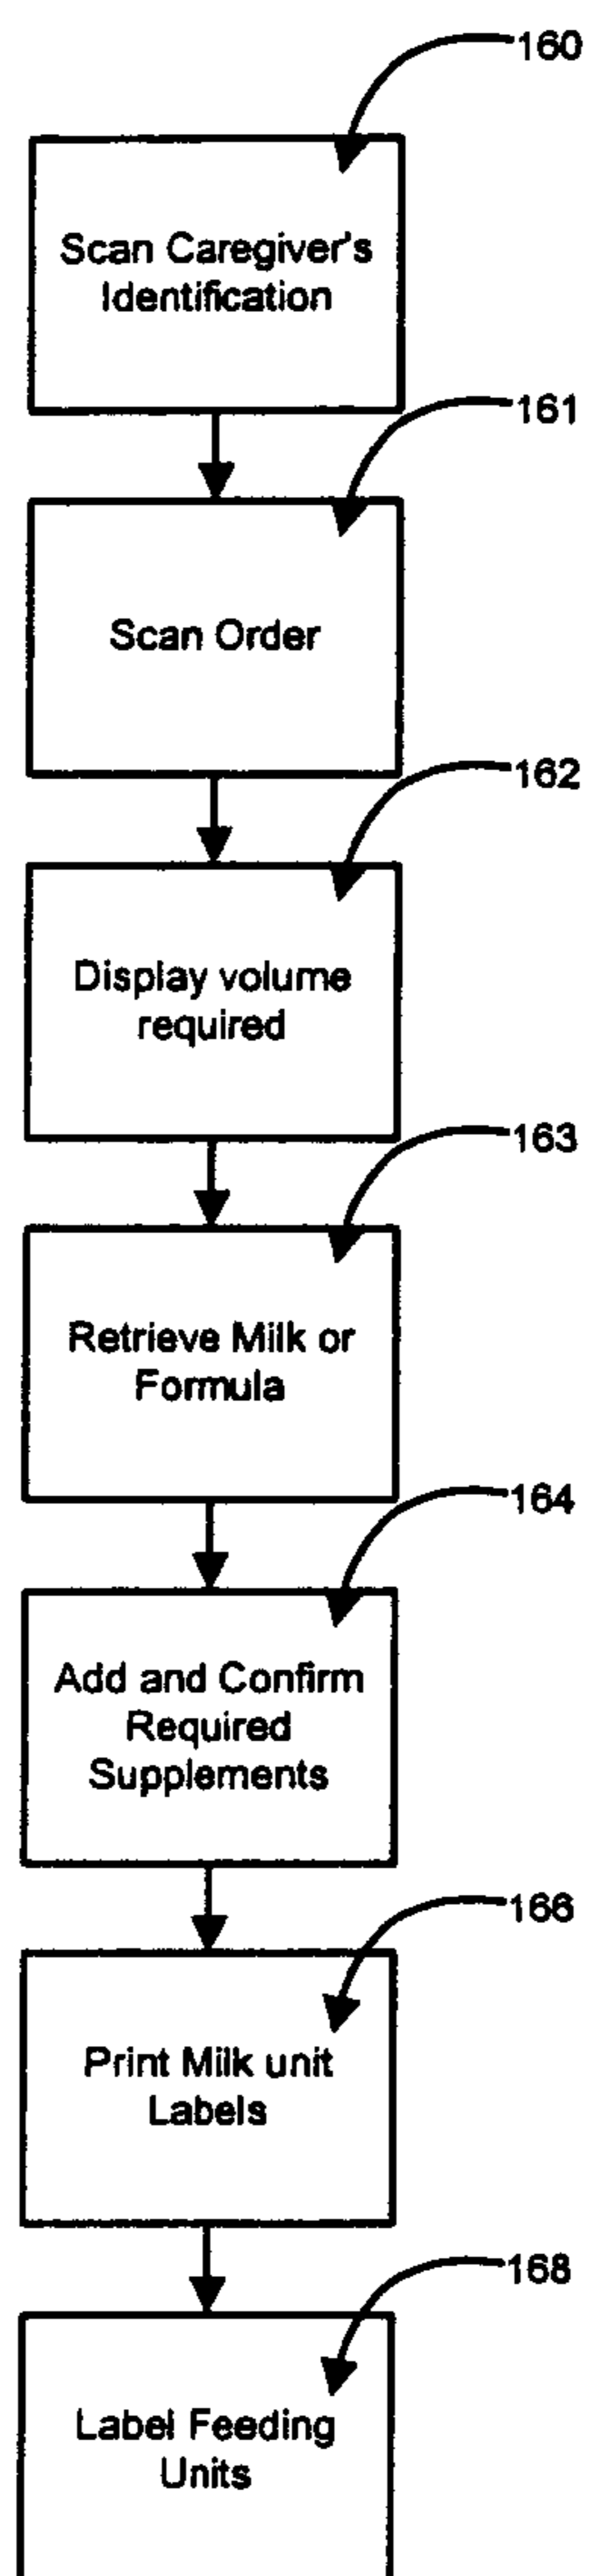 160
Scan Caregiver's
Identification
161
Scan Order
162
Display volume
required
163
Retrieve Milk or
Formula
164
Add and Confirm
Required
Supplements
166
Print Milk unit
Labels
168
Label Feeding
Units